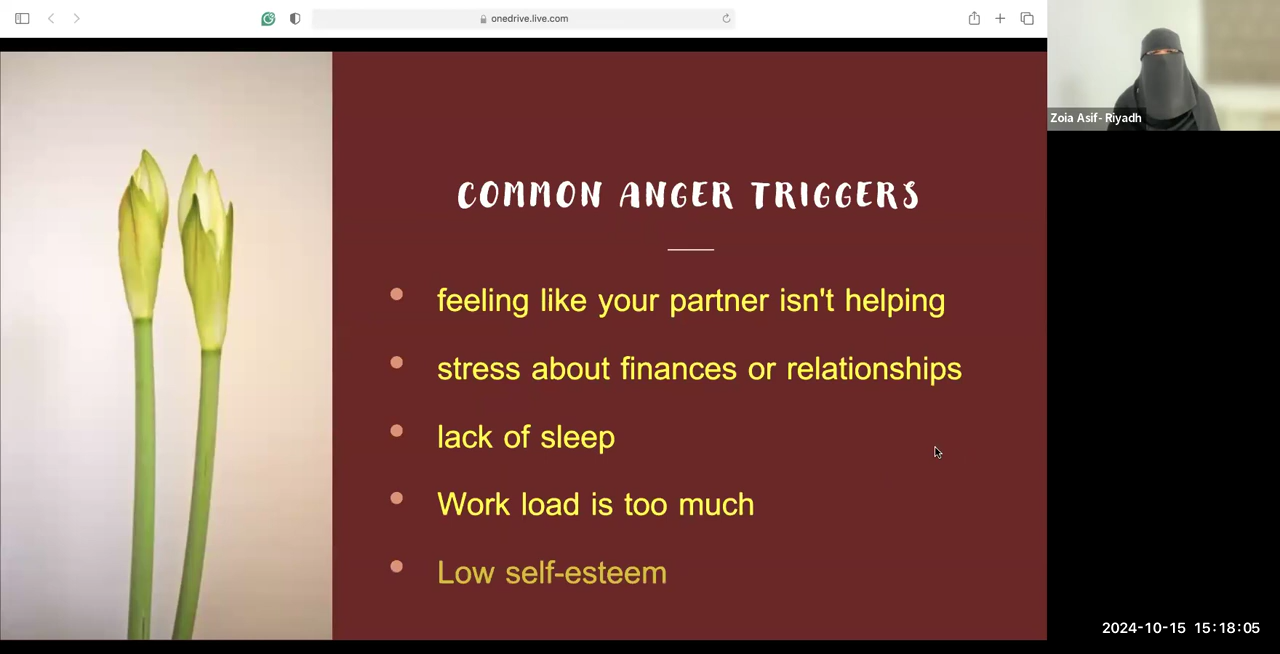 onedrive.live.com
Zoia Asif- Riyadh
COMMON ANGER TRIGGERS
feeling like your partner isn't helping
stress about finances or relationships
lack of sleep
Work load is too much
Low self-esteem
2024-10-15 15:18:05